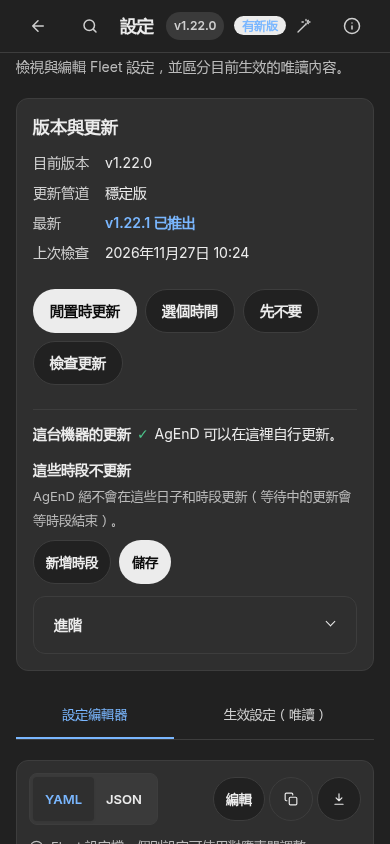 設定 v1.22.0 有新版
檢視與編輯 Fleet 設定，並區分目前生效的唯讀內容。
版本與更新
目前版本 v1.22.0
更新管道 穩定版
最新 v1.22.1 已推出
上次檢查 2026年11月27日 10:24
閒置時更新 選個時間 先不要
檢查更新
這台機器的更新 ✓ AgEnD 可以在這裡自行更新。
這些時段不更新
AgEnD 絕不會在這些日子和時段更新（等待中的更新會
等時段結束）。
新增時段 儲存
進階
設定編輯器 生效設定（唯讀）
YAML JSON 編輯